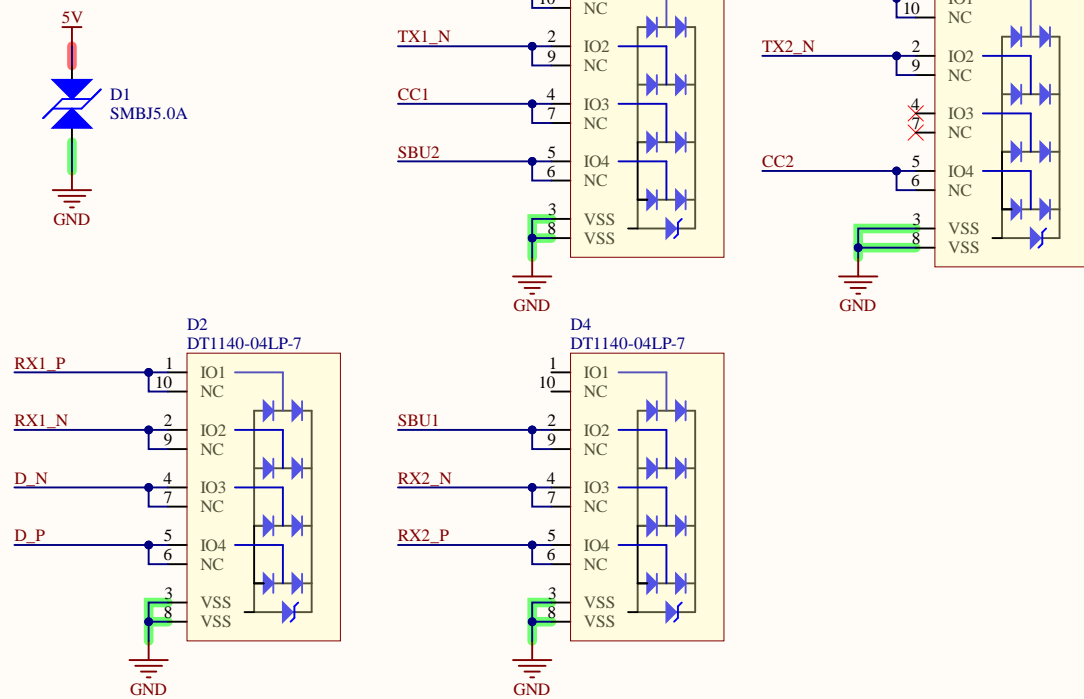 5V
D1
SMBJ5.0A
GND
10
NC
TX1_N
2
IO2
9
NC
CC1
4
IO3
7
NC
SBU2
5
IO4
6
NC
3
VSS
8
VSS
GND
IO1
10
NC
TX2_N
2
IO2
9
NC
4
IO3
7
NC
CC2
5
IO4
6
NC
3
VSS
8
VSS
GND
D2
DT1140-04LP-7
RX1_P
1
IO1
10
NC
RX1_N
2
IO2
9
NC
D_N
4
IO3
7
NC
D_P
5
IO4
6
NC
3
VSS
8
VSS
GND
D4
DT1140-04LP-7
1
IO1
10
NC
SBU1
2
IO2
9
NC
RX2_N
4
IO3
7
NC
RX2_P
5
IO4
6
NC
3
VSS
8
VSS
GND